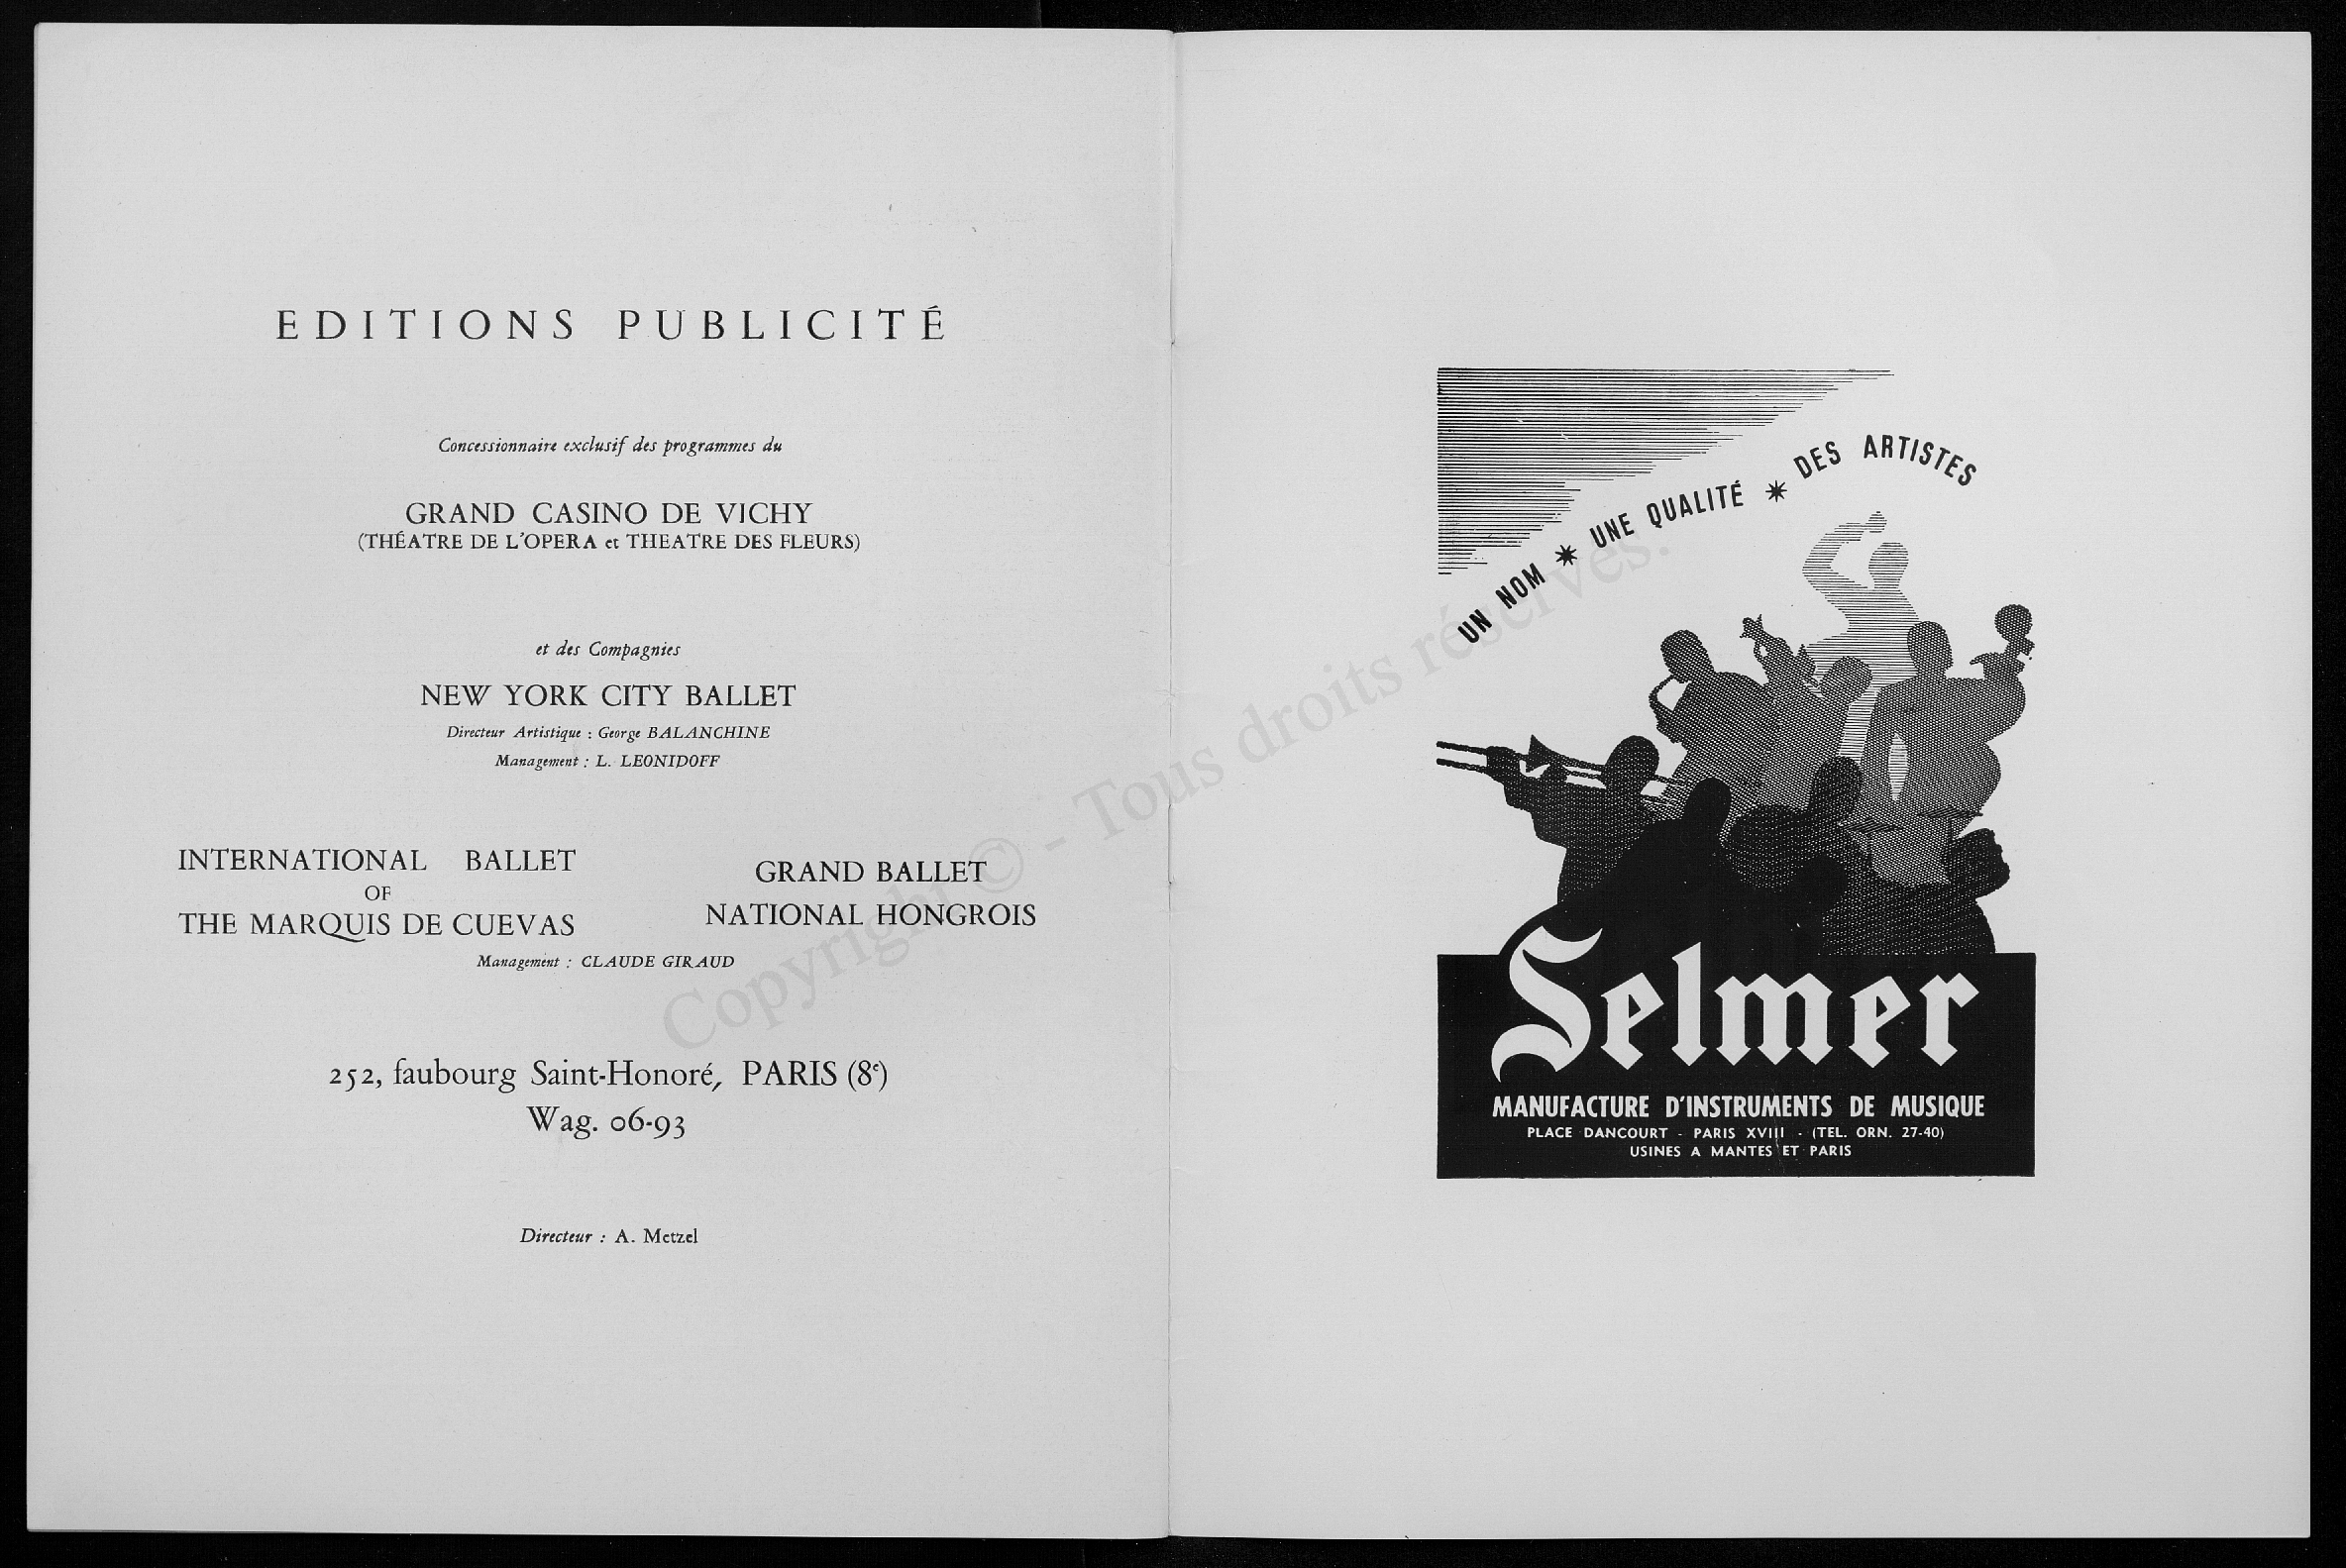 EDITIONS PUBLICITÉ
Concessionnaire exclusif des programmes du
GRAND CASINO DE VICHY
(THÉATRE DE L'OPERA et THEATRE DES FLEURS)
et des Compagnies
NEW YORK CITY BALLET
Directeur Artistique : George BALANCHINE
Management : L. LEONIDOFF
INTERNATIONAL BALLET
OF
THE MARQUIS DE CUEVAS
GRAND BALLET
NATIONAL HONGROIS
Management : CLAUDE GIRAUD
252, faubourg Saint-Honoré, PARIS (8e)
Wag. 06-93
Directeur : A. Metzel
UN NOM * UNE QUALITÉ * DES ARTISTES
Selmer
MANUFACTURE D'INSTRUMENTS DE MUSIQUE
PLACE DANCOURT - PARIS XVIII - (TEL. ORN. 27-40)
USINES A MANTES ET PARIS
Copyright © - Tous droits réservés.